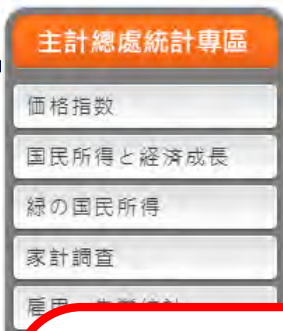 主計總處統計專區
価格指数
国民所得と経済成長
緑の国民所得
家計調査